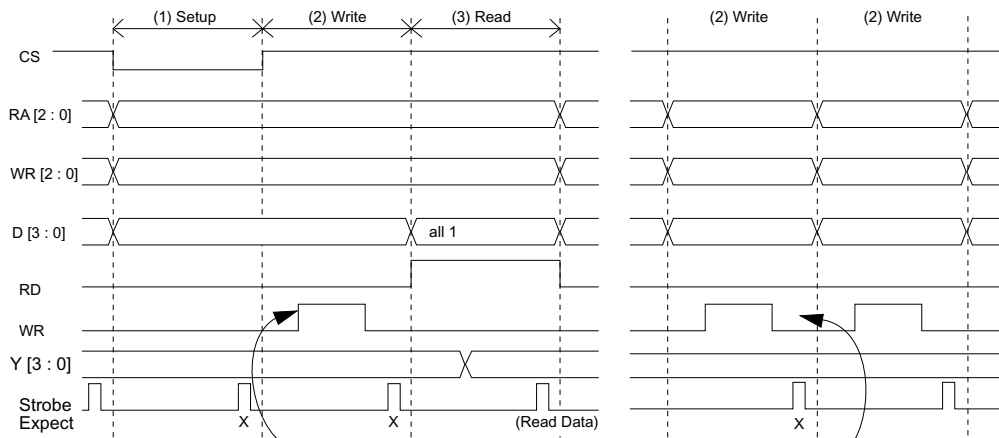 (1) Setup (2) Write (3) Read (2) Write (2) Write
CS
RA [2 : 0]
WR [2 : 0]
D [3 : 0] all 1
RD
WR
Y [3 : 0]
Strobe
Expect X X (Read Data) X